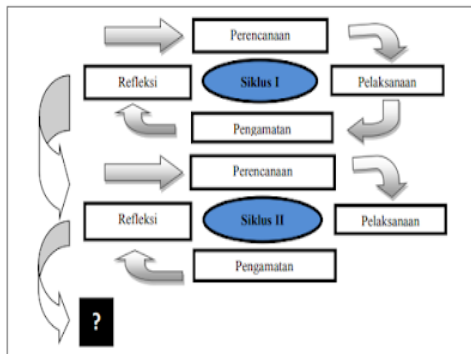 Perencanaan
Refleksi
Siklus I
Pelaksanaan
Pengamatan
Perencanaan
Refleksi
Siklus II
Pelaksanaan
Pengamatan
?